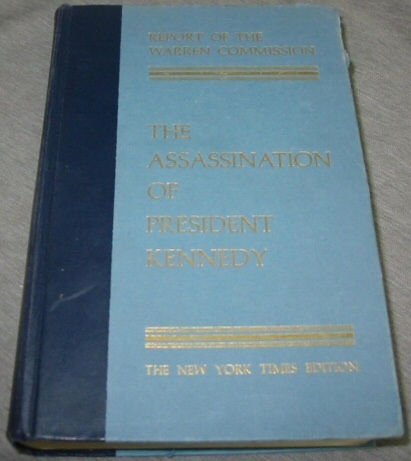 REPORT OF THE
WARREN COMMISSION
THE
ASSASSINATION
OF
PRESIDENT
KENNEDY
THE NEW YORK TIMES EDITION